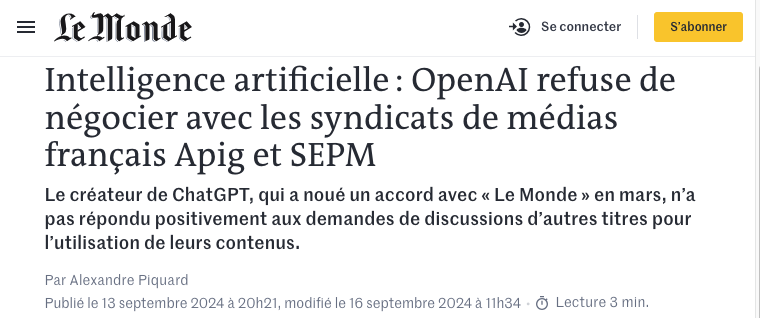 Le Monde
Se connecter
S'abonner
Intelligence artificielle : OpenAI refuse de
négocier avec les syndicats de médias
français Apig et SEPM
Le créateur de ChatGPT, qui a noué un accord avec « Le Monde » en mars, n'a
pas répondu positivement aux demandes de discussions d'autres titres pour
l'utilisation de leurs contenus.
Par Alexandre Piquard
Publié le 13 septembre 2024 à 20h21, modifié le 16 septembre 2024 à 11h34 • Lecture 3 min.